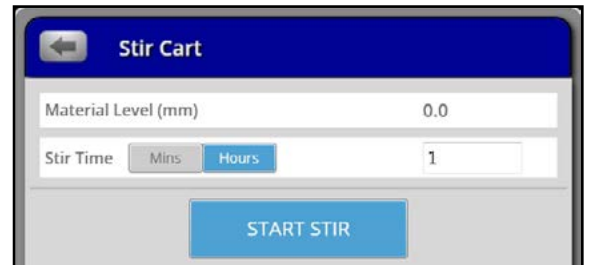 Stir Cart
Material Level (mm) 0.0
Stir Time Mins Hours 1
START STIR